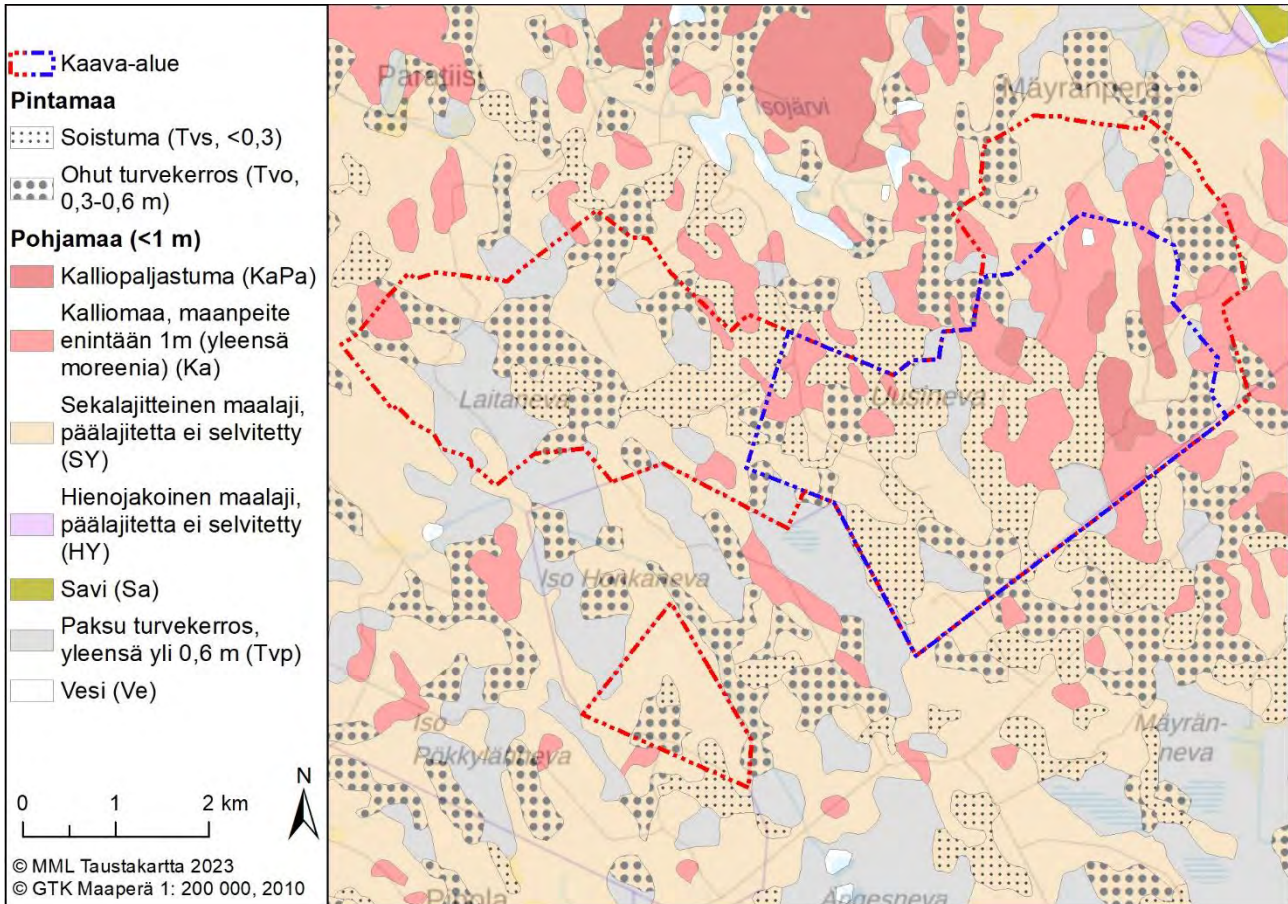 Kaava-alue
Pintamaa
Soistuma (Tvs, <0,3)
Ohut turvekerros (Tvo,
0,3-0,6 m)
Pohjamaa (<1 m)
Kalliopaljastuma (KaPa)
Kalliomaa, maanpeite
enintään 1m (yleensä
moreenia) (Ka)
Sekalajitteinen maalaji,
päälajitetta ei selvitetty
(SY)
Hienojakoinen maalaji,
päälajitetta ei selvitetty
(HY)
Savi (Sa)
Paksu turvekerros,
yleensä yli 0,6 m (Tvp)
Vesi (Ve)
N
0 1 2 km
© MML Taustakartta 2023
© GTK Maaperä 1: 200 000, 2010
Paratiisi
Isojärvi
Mäyränperä
Laitaneva
Uusineva
Iso Honkaneva
Iso
Pökkylänneva
Mäyrän-
neva
Pihola
Ängesneva